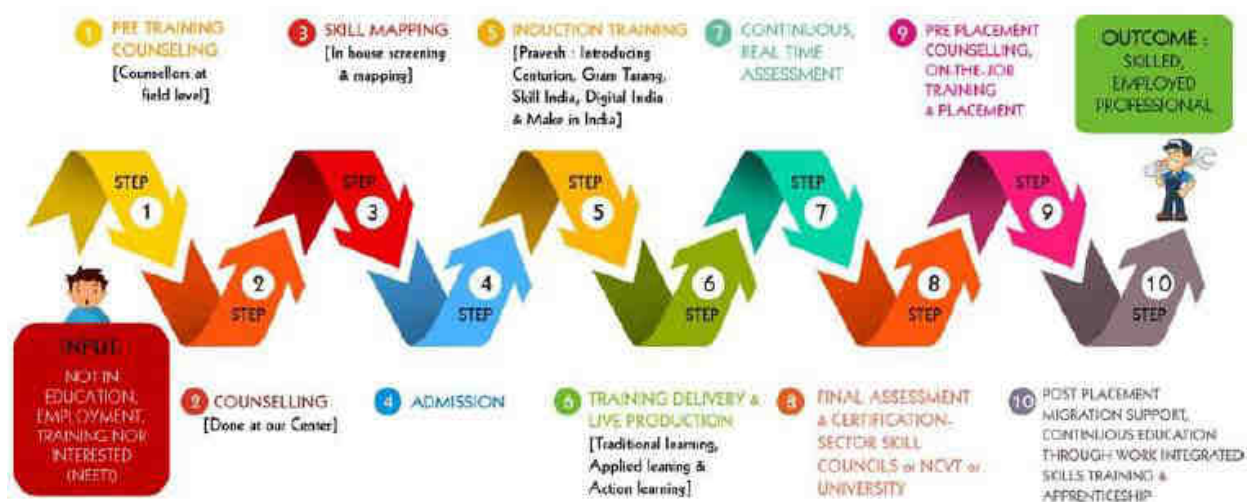 1 PRE TRAINING
COUNSELING
[Counsellors at
field level]
3 SKILL MAPPING
[In house screening
& mapping]
5 INDUCTION TRAINING
[Pravesh : Introducing
Centurion, Gram Tarang,
Skill India, Digital India
& Make in India]
7 CONTINUOUS,
REAL TIME
ASSESSMENT
9 PRE PLACEMENT
COUNSELLING,
ON-THE-JOB
TRAINING
& PLACEMENT
OUTCOME :
SKILLED,
EMPLOYED
PROFESSIONAL
STEP
1
2
STEP
STEP
3
4
STEP
STEP
5
6
STEP
STEP
7
8
STEP
STEP
9
10
STEP
INPUT:
NOT IN
EDUCATION,
EMPLOYMENT,
TRAINING NOR
INTERESTED
(NEETI)
2 COUNSELLING
[Done at our Center]
4 ADMISSION
6 TRAINING DELIVERY &
LIVE PRODUCTION
[Traditional learning,
Applied leaning &
Action learning]
8 FINAL ASSESSMENT
& CERTIFICATION-
SECTOR SKILL
COUNCILS or NCVT or
UNIVERSITY
10 POST PLACEMENT
MIGRATION SUPPORT,
CONTINUOUS EDUCATION
THROUGH WORK INTEGRATED
SKILLS TRAINING &
APPRENTICESHIP